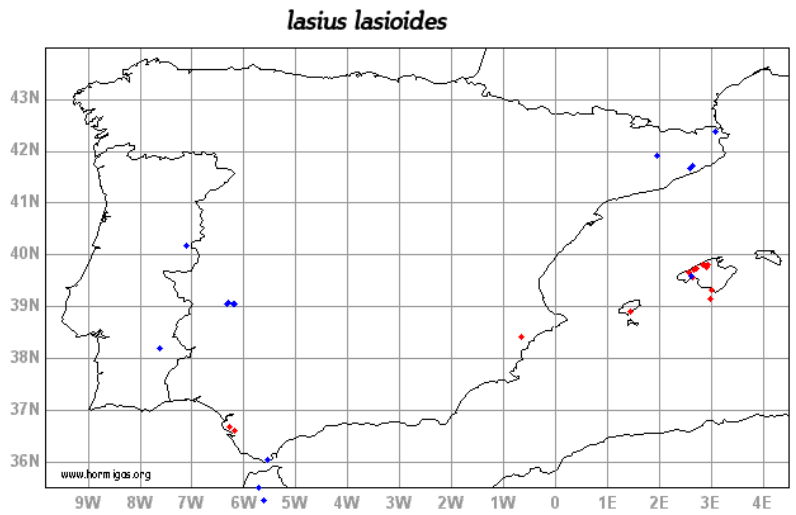 lasius lasioides
43N
42N
41N
40N
39N
38N
37N
36N
www.hormigas.org
9W 8W 7W 6W 5W 4W 3W 2W 1W 0 1E 2E 3E 4E